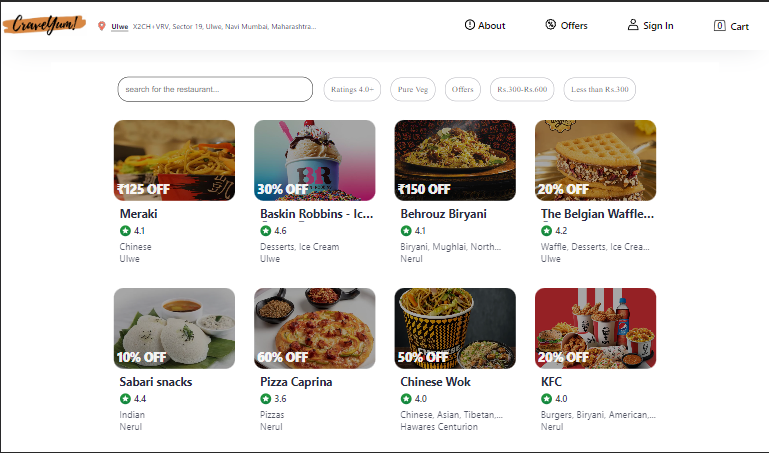 CraveYum!
Ulwe X2CH+VRV, Sector 19, Ulwe, Navi Mumbai, Maharashtra...
About
Offers
Sign In
0 Cart
search for the restaurant...
Ratings 4.0+
Pure Veg
Offers
Rs.300-Rs.600
Less than Rs.300
₹125 OFF
30% OFF
₹150 OFF
20% OFF
Meraki
Baskin Robbins - Ic...
Behrouz Biryani
The Belgian Waffle...
4.1
4.6
4.1
4.2
Chinese
Desserts, Ice Cream
Biryani, Mughlai, North...
Waffle, Desserts, Ice Crea...
Ulwe
Ulwe
Nerul
Ulwe
10% OFF
60% OFF
50% OFF
20% OFF
Sabari snacks
Pizza Caprina
Chinese Wok
KFC
4.4
3.6
4.0
4.0
Indian
Pizzas
Chinese, Asian, Tibetan,...
Burgers, Biryani, American,...
Nerul
Nerul
Hawares Centurion
Nerul